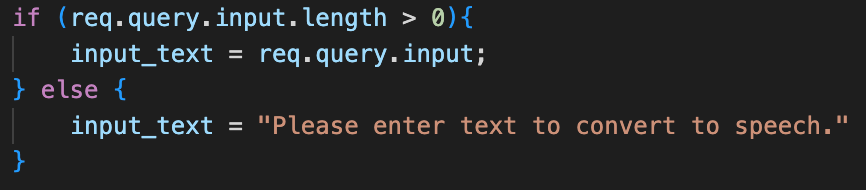 if (req.query.input.length > 0){
    input_text = req.query.input;
} else {
    input_text = "Please enter text to convert to speech."
}